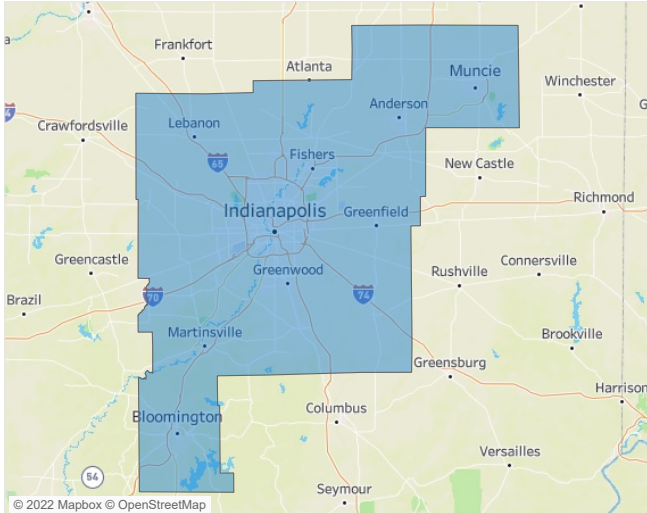 Frankfort
Atlanta
Muncie
Winchester
Anderson
Lebanon
Crawfordsville
Fishers
65
New Castle
Richmond
Indianapolis
Greenfield
Greencastle
Connersville
Greenwood
Rushville
Brazil
70
74
Martinsville
Brookville
Greensburg
Harrison
Columbus
Bloomington
Versailles
54
Seymour
© 2022 Mapbox © OpenStreetMap